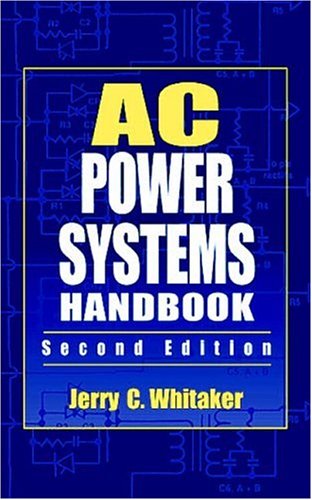 AC
POWER
SYSTEMS
HANDBOOK
Second Edition
Jerry C. Whitaker